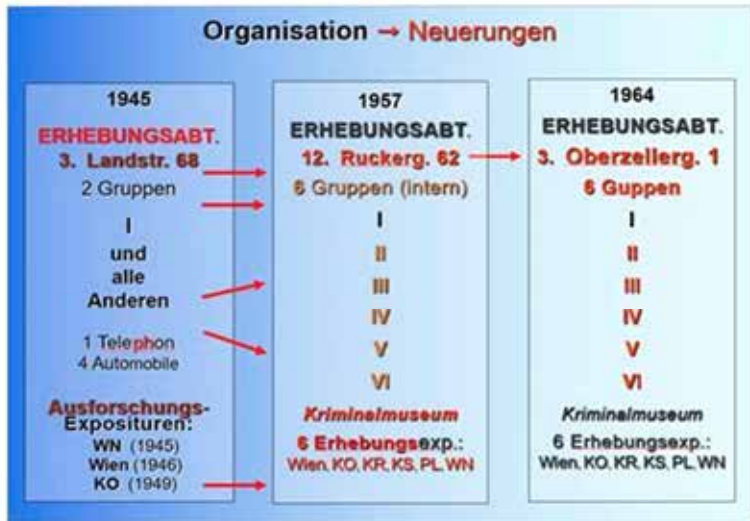 Organisation → Neuerungen
1945
ERHEBUNGSABT.
3. Landstr. 68
2 Gruppen
I
und
alle
Anderen
1 Telephon
4 Automobile
Ausforschungs-
Exposituren:
WN (1945)
Wien (1946)
KO (1949)
1957
ERHEBUNGSABT.
12. Ruckerg. 62
6 Gruppen (intern)
I
II
III
IV
V
VI
Kriminalmuseum
6 Erhebungsexp.:
Wien, KO, KR, KS, PL, WN
1964
ERHEBUNGSABT.
3. Oberzellerg. 1
6 Guppen
I
II
III
IV
V
VI
Kriminalmuseum
6 Erhebungsexp.:
Wien, KO, KR, KS, PL, WN